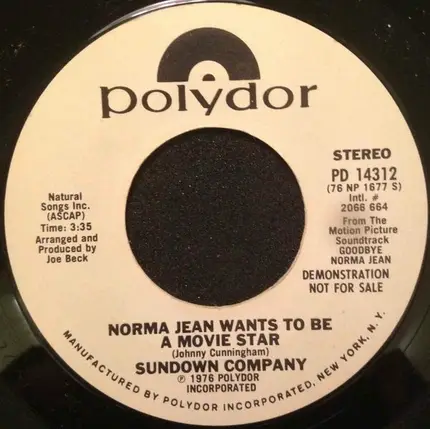 polydor
STEREO
PD 14312
(76 NP 1677 S)
Intl. #
2066 664
From The
Motion Picture
Soundtrack
GOODBYE
NORMA JEAN
DEMONSTRATION
NOT FOR SALE
Natural
Songs Inc.
(ASCAP)
Time: 3:35
Arranged and
Produced by
Joe Beck
NORMA JEAN WANTS TO BE
A MOVIE STAR
(Johnny Cunningham)
SUNDOWN COMPANY
℗ 1976 POLYDOR
INCORPORATED
MANUFACTURED BY POLYDOR INCORPORATED, NEW YORK, N.Y.